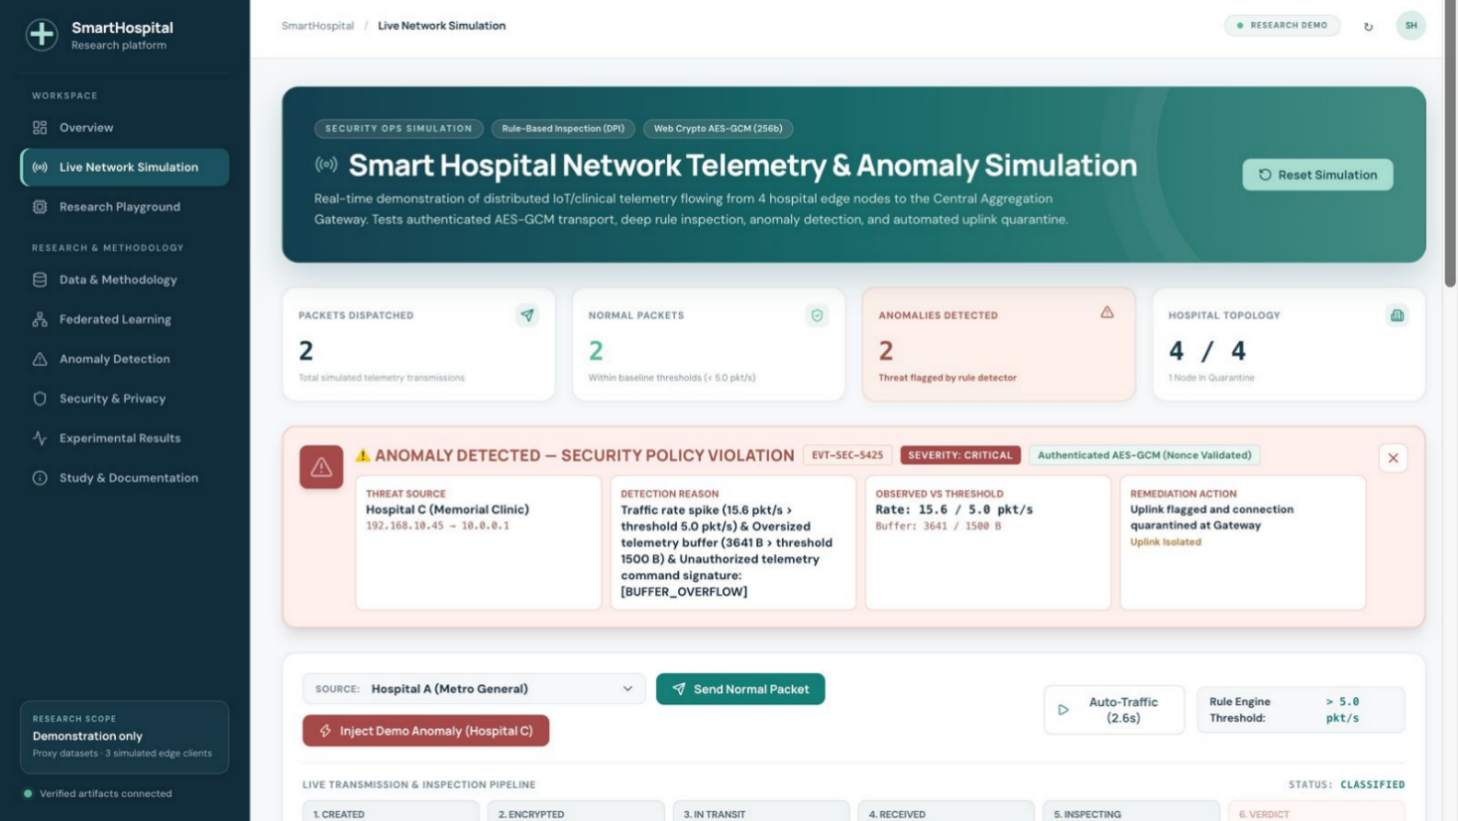 SmartHospital
Research platform
WORKSPACE
Overview
Live Network Simulation
Research Playground
RESEARCH & METHODOLOGY
Data & Methodology
Federated Learning
Anomaly Detection
Security & Privacy
Experimental Results
Study & Documentation
RESEARCH SCOPE
Demonstration only
Proxy datasets · 3 simulated edge clients
Verified artifacts connected
SmartHospital / Live Network Simulation
RESEARCH DEMO
SH
SECURITY OPS SIMULATION
Rule-Based Inspection (DPI)
Web Crypto AES-GCM (256b)
Smart Hospital Network Telemetry & Anomaly Simulation
Real-time demonstration of distributed IoT/clinical telemetry flowing from 4 hospital edge nodes to the Central Aggregation
Gateway. Tests authenticated AES-GCM transport, deep rule inspection, anomaly detection, and automated uplink quarantine.
Reset Simulation
PACKETS DISPATCHED
2
Total simulated telemetry transmissions
NORMAL PACKETS
2
Within baseline thresholds (< 5.0 pkt/s)
ANOMALIES DETECTED
2
Threat flagged by rule detector
HOSPITAL TOPOLOGY
4 / 4
1 Node in Quarantine
⚠️ ANOMALY DETECTED — SECURITY POLICY VIOLATION
EVT-SEC-5425
SEVERITY: CRITICAL
Authenticated AES-GCM (Nonce Validated)
THREAT SOURCE
Hospital C (Memorial Clinic)
192.168.10.45 → 10.0.0.1
DETECTION REASON
Traffic rate spike (15.6 pkt/s >
threshold 5.0 pkt/s) & Oversized
telemetry buffer (3641 B > threshold
1500 B) & Unauthorized telemetry
command signature:
[BUFFER_OVERFLOW]
OBSERVED VS THRESHOLD
Rate: 15.6 / 5.0 pkt/s
Buffer: 3641 / 1500 B
REMEDIATION ACTION
Uplink flagged and connection
quarantined at Gateway
Uplink Isolated
SOURCE: Hospital A (Metro General)
Send Normal Packet
Inject Demo Anomaly (Hospital C)
Auto-Traffic
(2.6s)
Rule Engine
Threshold:
> 5.0
pkt/s
LIVE TRANSMISSION & INSPECTION PIPELINE
STATUS: CLASSIFIED
1. CREATED
2. ENCRYPTED
3. IN TRANSIT
4. RECEIVED
5. INSPECTING
6. VERDICT